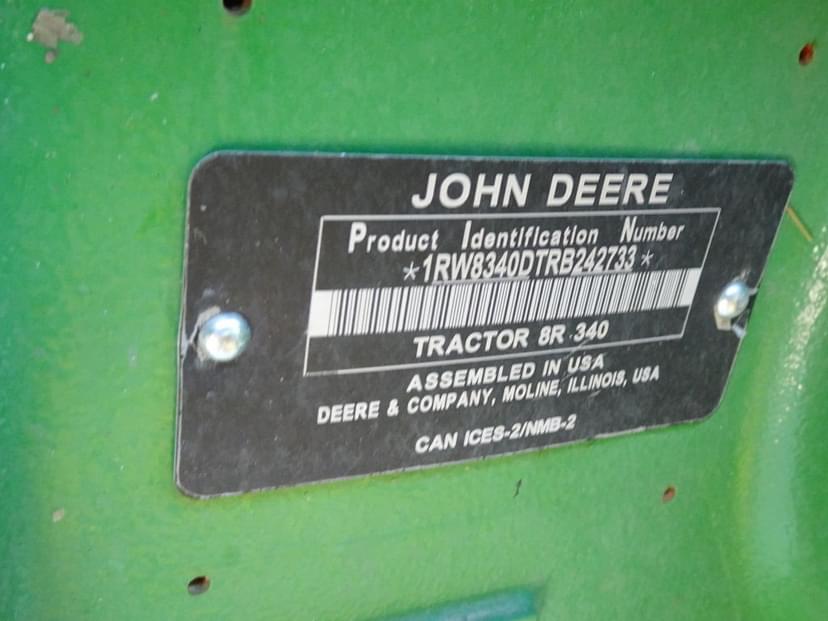 JOHN DEERE
Product Identification Number
*1RW8340DTRB242733*
TRACTOR 8R 340
ASSEMBLED IN USA
DEERE & COMPANY, MOLINE, ILLINOIS, USA
CAN ICES-2/NMB-2